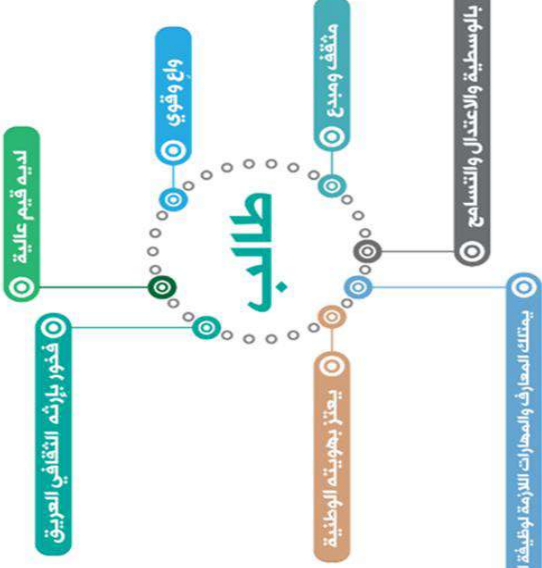 يمتلك المعارف والمهارات اللازمة لوظيفة
بالوسطية والاعتدال والتسامح
مثقف ومبدع
يعتز بهويته الوطنية
واعٍ وقوي
فخور بإرثه الثقافي العريق
لديه قيم عالية